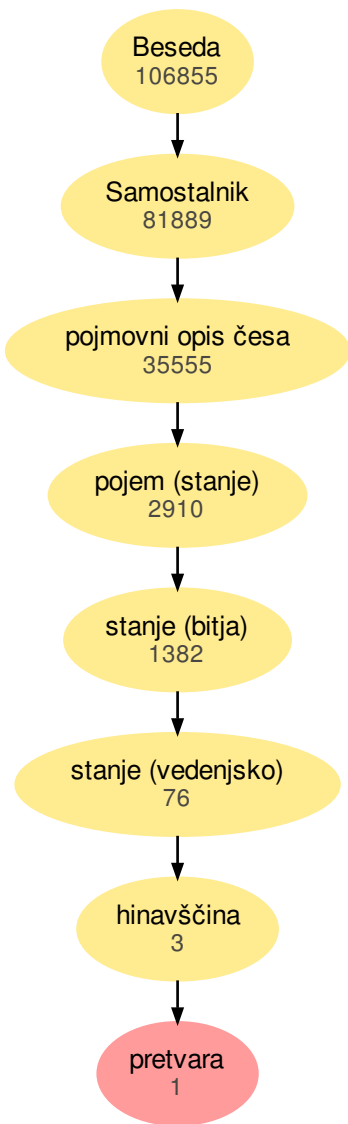 Beseda
106855
Samostalnik
81889
pojmovni opis česa
35555
pojem (stanje)
2910
stanje (bitja)
1382
stanje (vedenjsko)
76
hinavščina
3
pretvara
1